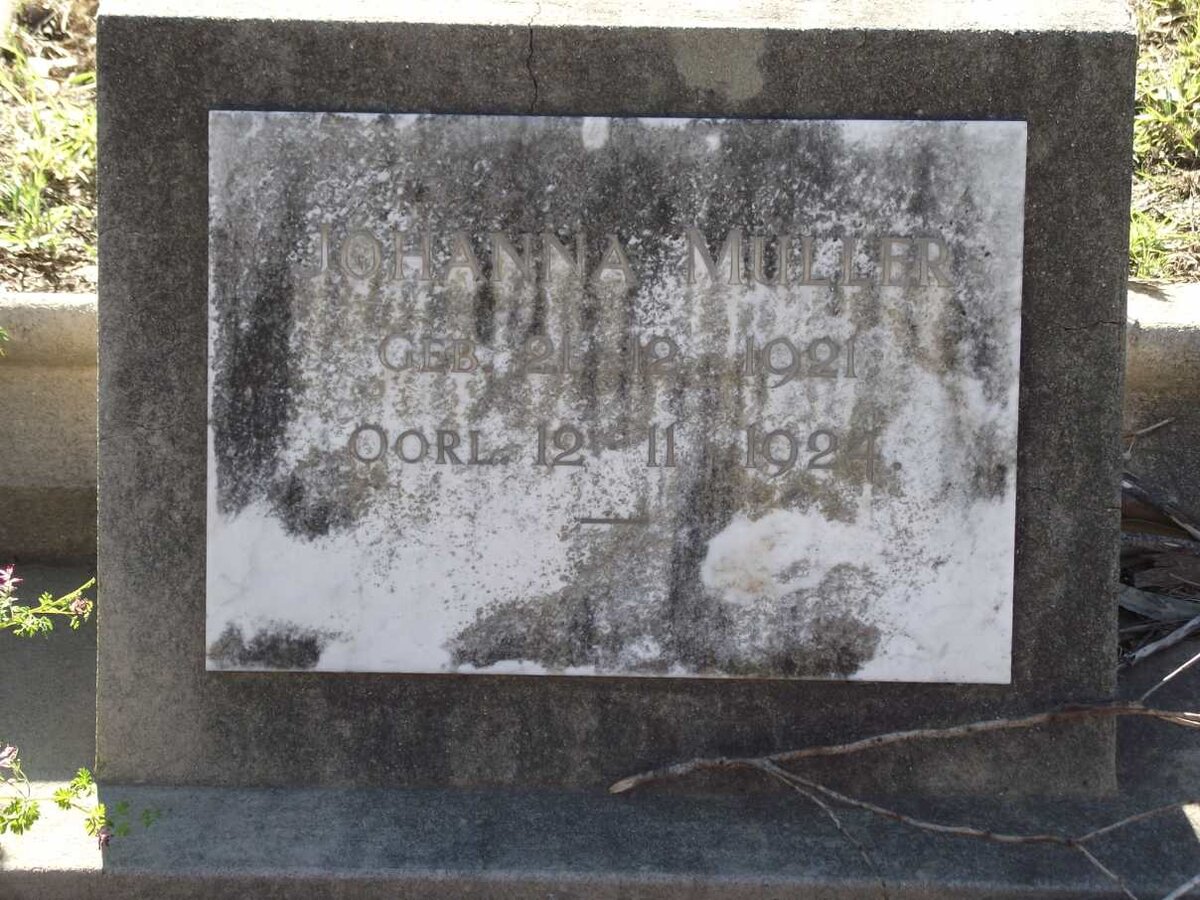 JOHANNA MULLER
GEB. 21 - 12 - 1921
OORL. 12 - 11 - 1924.